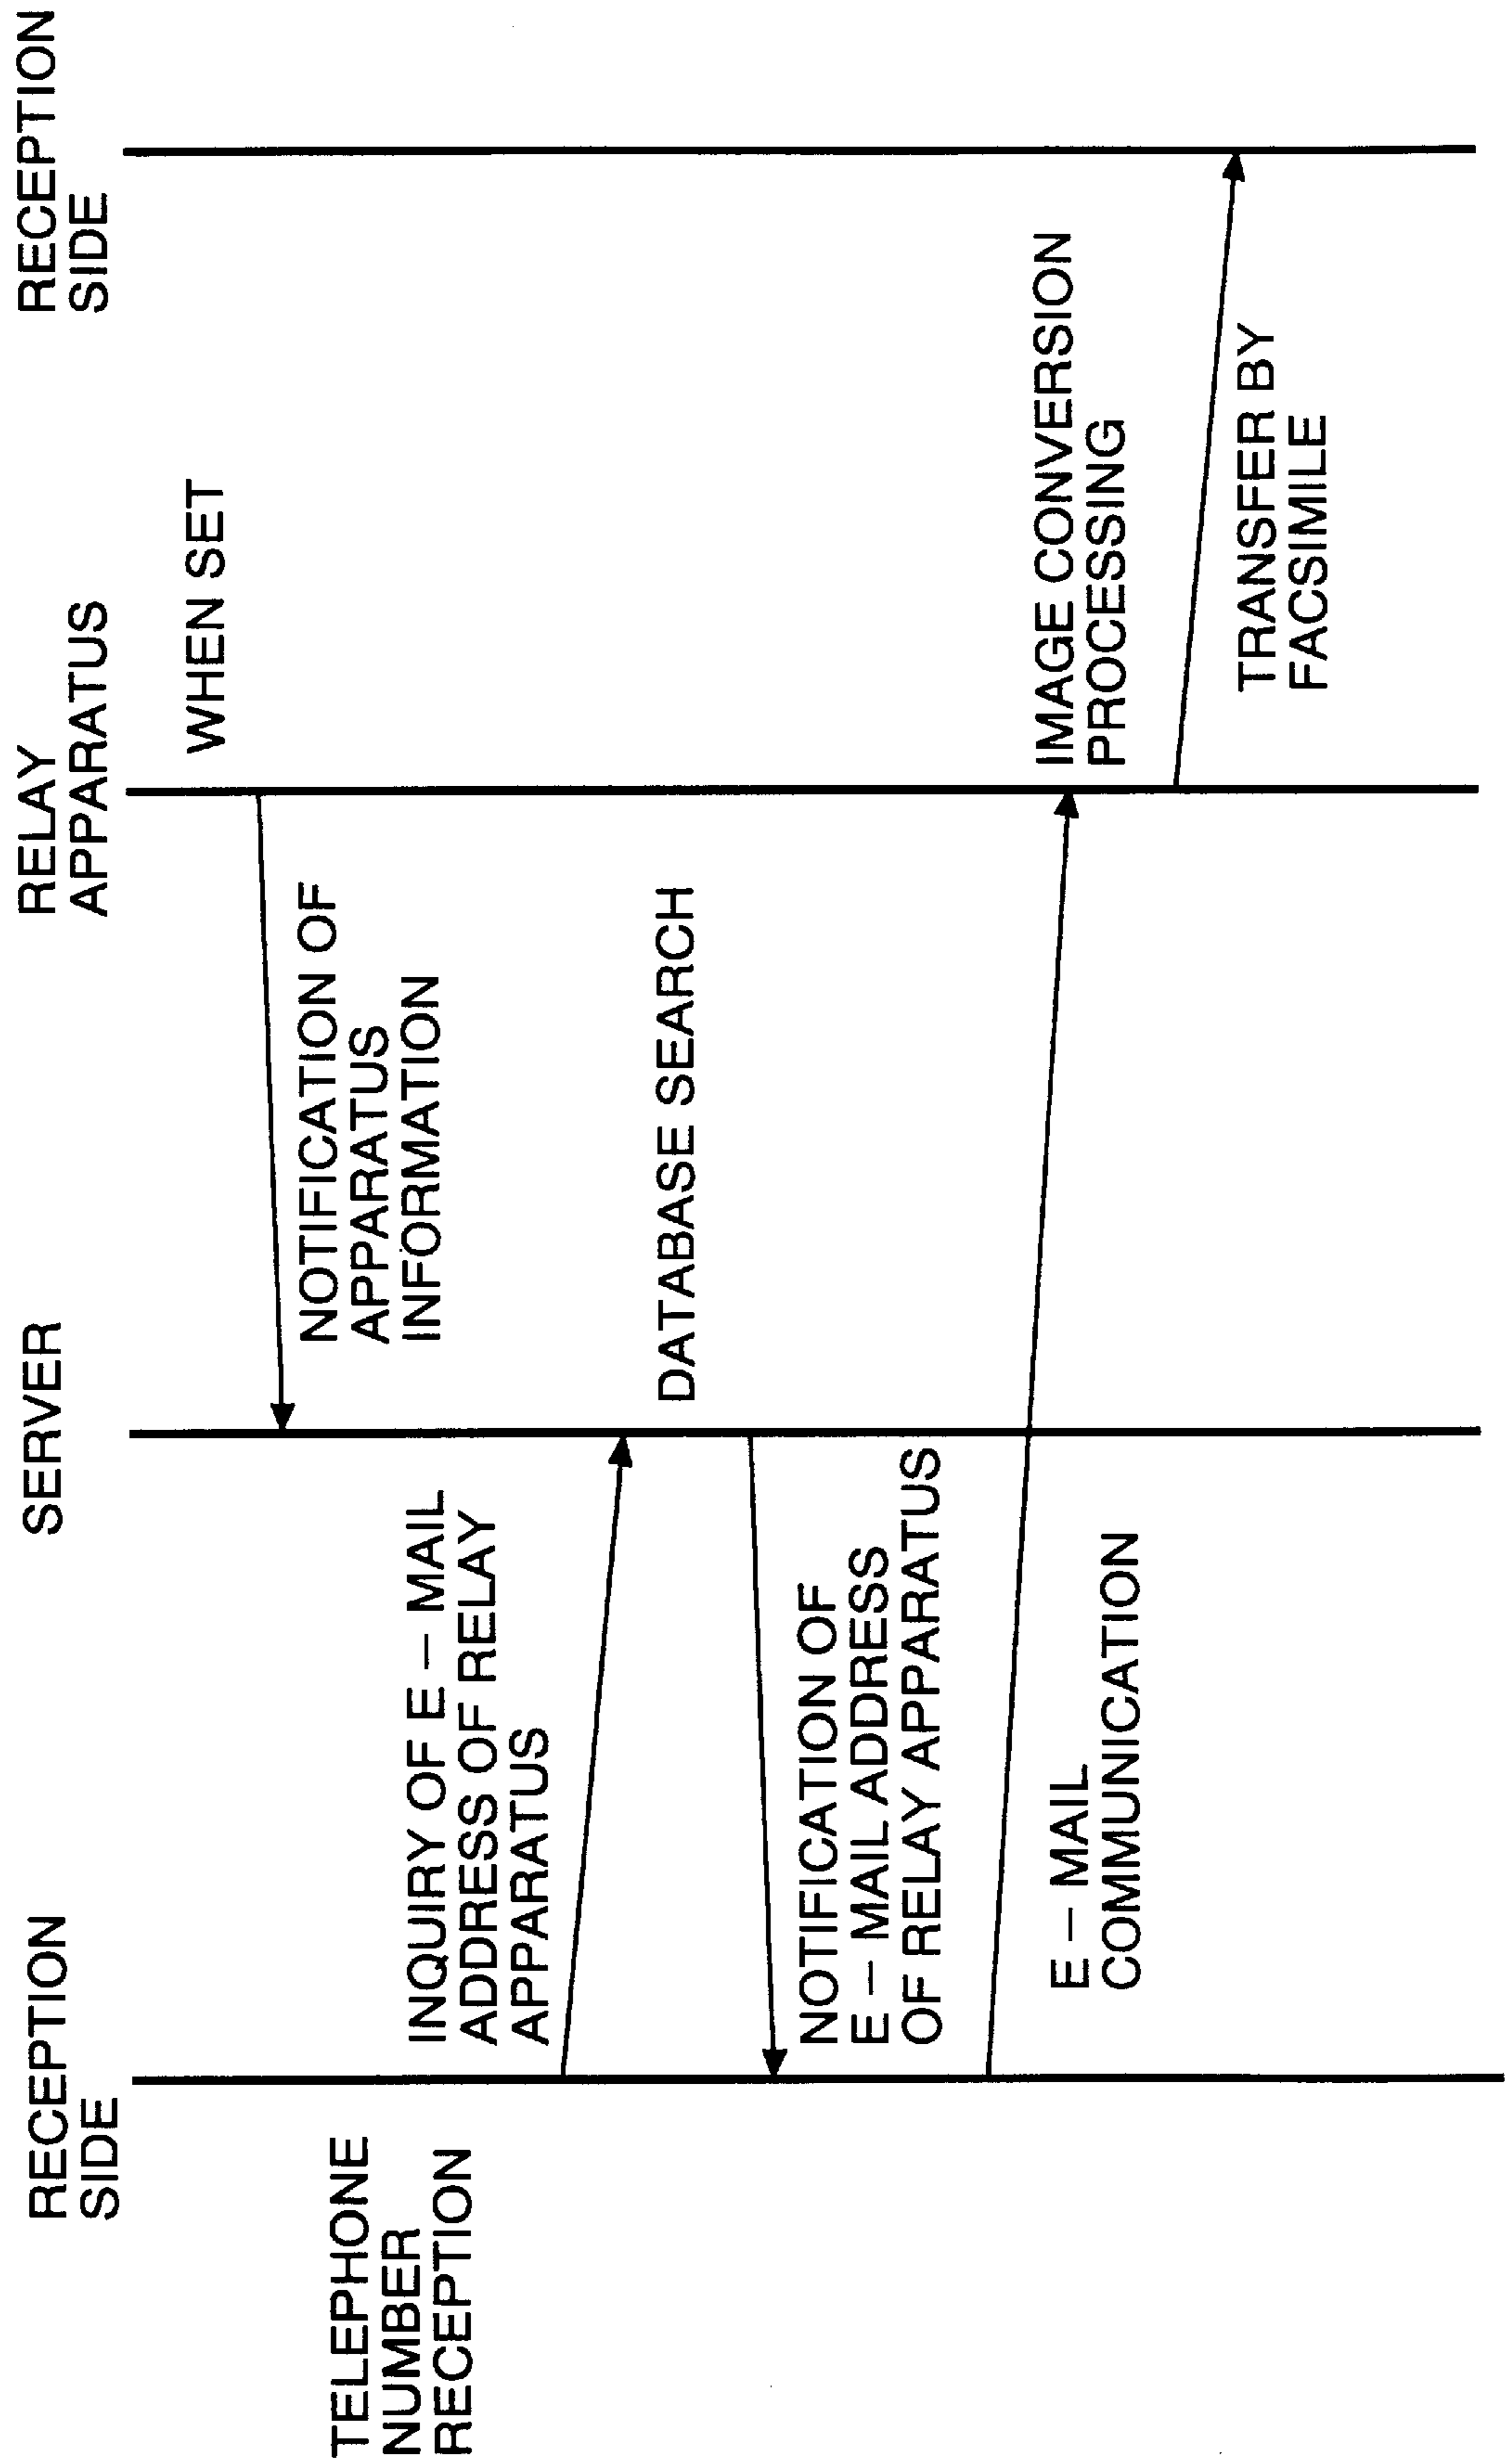 RECEPTION
SIDE
SERVER
RELAY
APPARATUS
RECEPTION
SIDE
WHEN SET
NOTIFICATION OF
APPARATUS
INFORMATION
TELEPHONE
NUMBER
RECEPTION
INQUIRY OF E – MAIL
ADDRESS OF RELAY
APPARATUS
DATABASE SEARCH
NOTIFICATION OF
E – MAIL ADDRESS
OF RELAY APPARATUS
E – MAIL
COMMUNICATION
IMAGE CONVERSION
PROCESSING
TRANSFER BY
FACSIMILE